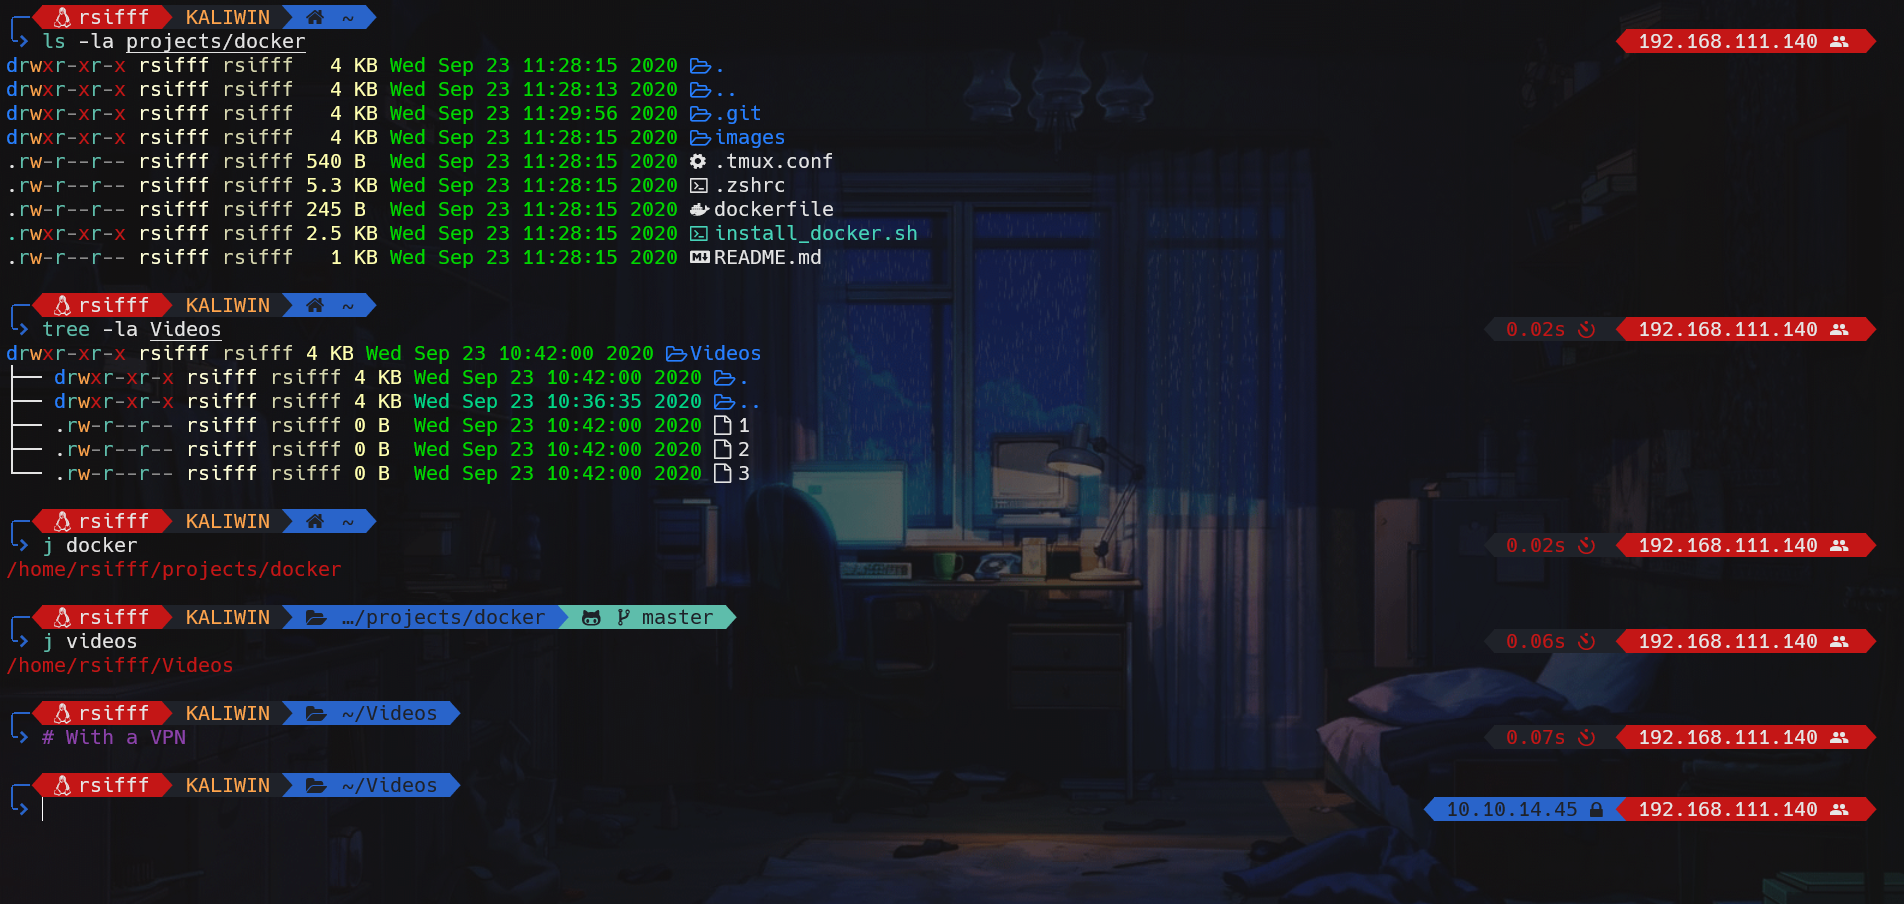 rsifff KALIWIN ~
ls -la projects/docker 192.168.111.140
drwxr-xr-x rsifff rsifff 4 KB Wed Sep 23 11:28:15 2020 .
drwxr-xr-x rsifff rsifff 4 KB Wed Sep 23 11:28:13 2020 ..
drwxr-xr-x rsifff rsifff 4 KB Wed Sep 23 11:29:56 2020 .git
drwxr-xr-x rsifff rsifff 4 KB Wed Sep 23 11:28:15 2020 images
.rw-r--r-- rsifff rsifff 540 B Wed Sep 23 11:28:15 2020 .tmux.conf
.rw-r--r-- rsifff rsifff 5.3 KB Wed Sep 23 11:28:15 2020 .zshrc
.rw-r--r-- rsifff rsifff 245 B Wed Sep 23 11:28:15 2020 dockerfile
.rwxr-xr-x rsifff rsifff 2.5 KB Wed Sep 23 11:28:15 2020 install_docker.sh
.rw-r--r-- rsifff rsifff 1 KB Wed Sep 23 11:28:15 2020 README.md
rsifff KALIWIN ~
tree -la Videos 0.02s 192.168.111.140
drwxr-xr-x rsifff rsifff 4 KB Wed Sep 23 10:42:00 2020 Videos
├── drwxr-xr-x rsifff rsifff 4 KB Wed Sep 23 10:42:00 2020 .
├── drwxr-xr-x rsifff rsifff 4 KB Wed Sep 23 10:36:35 2020 ..
├── .rw-r--r-- rsifff rsifff 0 B Wed Sep 23 10:42:00 2020 1
├── .rw-r--r-- rsifff rsifff 0 B Wed Sep 23 10:42:00 2020 2
└── .rw-r--r-- rsifff rsifff 0 B Wed Sep 23 10:42:00 2020 3
rsifff KALIWIN ~
j docker 0.02s 192.168.111.140
/home/rsifff/projects/docker
rsifff KALIWIN …/projects/docker master
j videos 0.06s 192.168.111.140
/home/rsifff/Videos
rsifff KALIWIN ~/Videos
# With a VPN 0.07s 192.168.111.140
rsifff KALIWIN ~/Videos
10.10.14.45 192.168.111.140